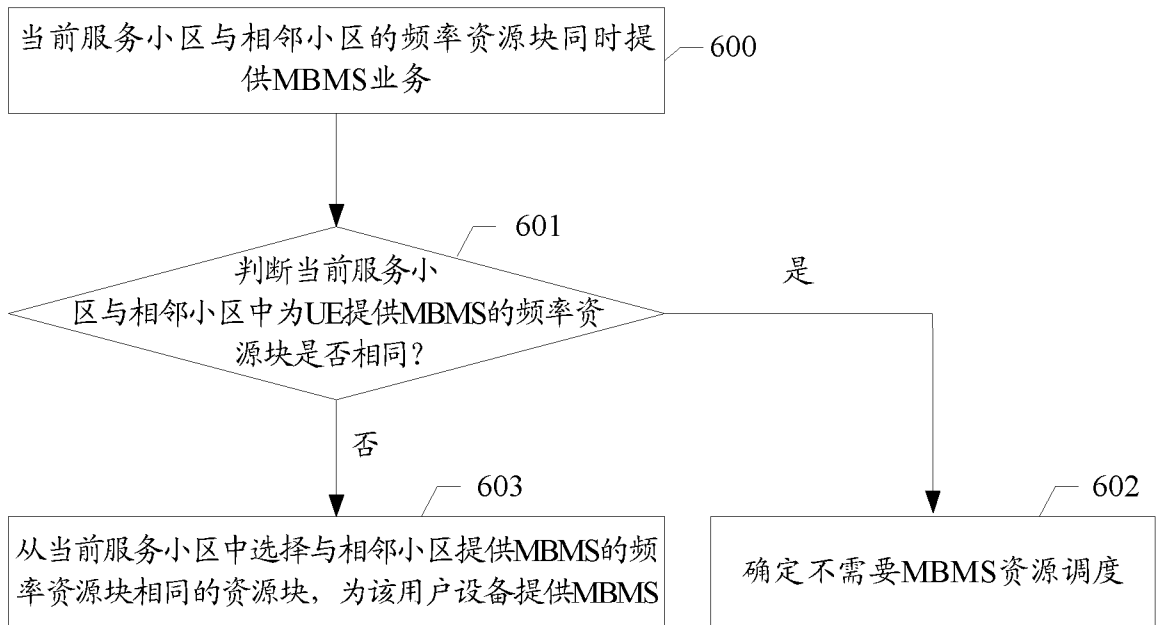 当前服务小区与相邻小区的频率资源块同时提
供MBMS业务
600
601
判断当前服务小
区与相邻小区中为UE提供MBMS的频率资
源块是否相同？
是
否
603
从当前服务小区中选择与相邻小区提供MBMS的频
率资源块相同的资源块，为该用户设备提供MBMS
602
确定不需要MBMS资源调度